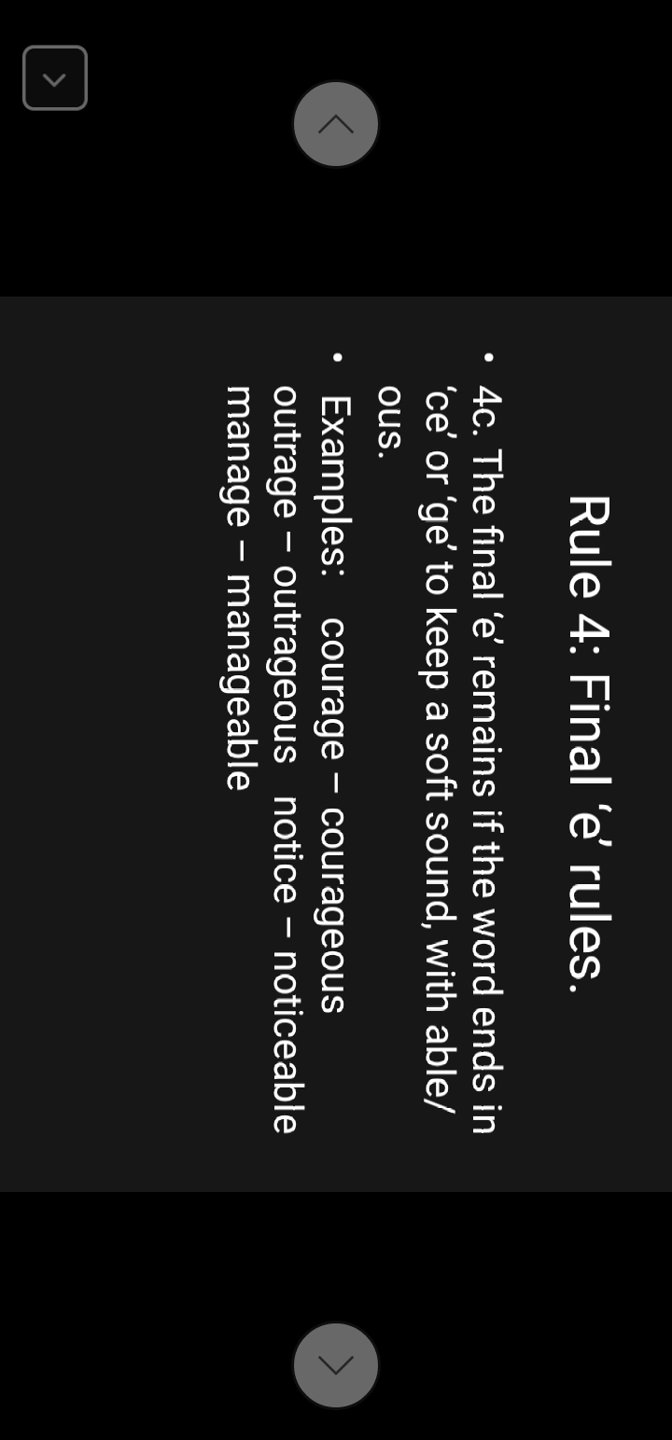 Rule 4: Final ‘e’ rules.
• 4c. The final ‘e’ remains if the word ends in
‘ce’ or ‘ge’ to keep a soft sound, with able/
ous.
• Examples: courage – courageous
outrage – outrageous notice – noticeable
manage – manageable